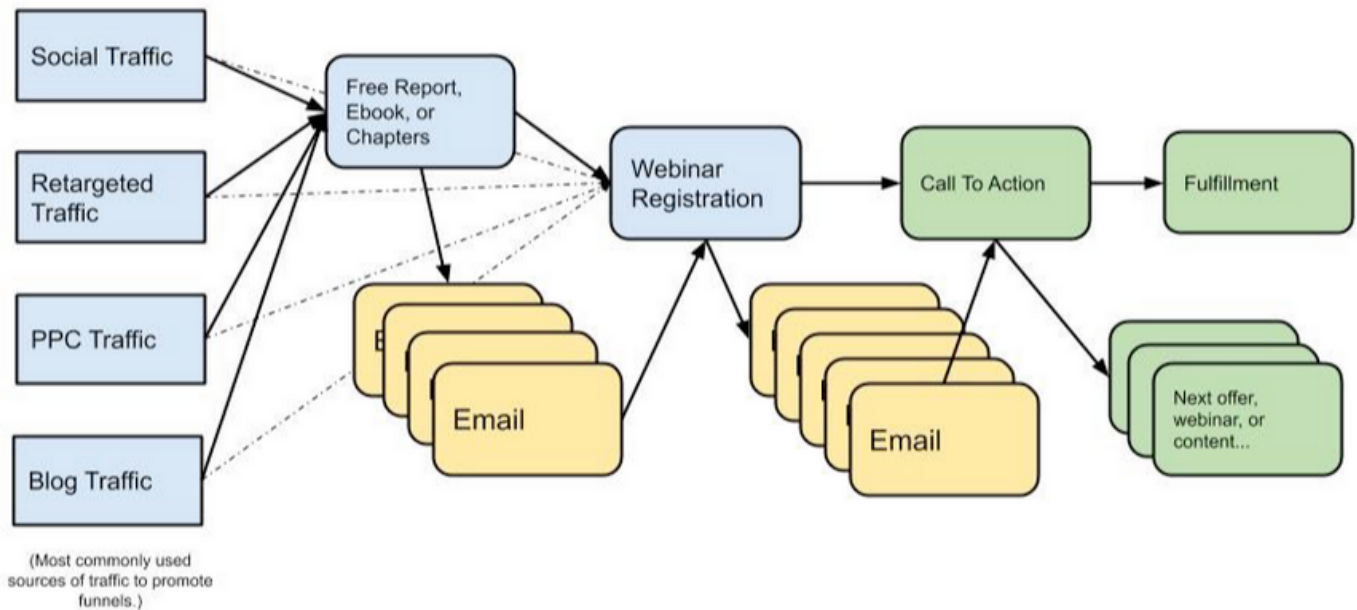 Social Traffic
Free Report,
Ebook, or
Chapters
Retargeted
Traffic
Webinar
Registration
Call To Action
Fulfillment
PPC Traffic
Email
Email
Next offer,
webinar, or
content...
Blog Traffic
(Most commonly used
sources of traffic to promote
funnels.)